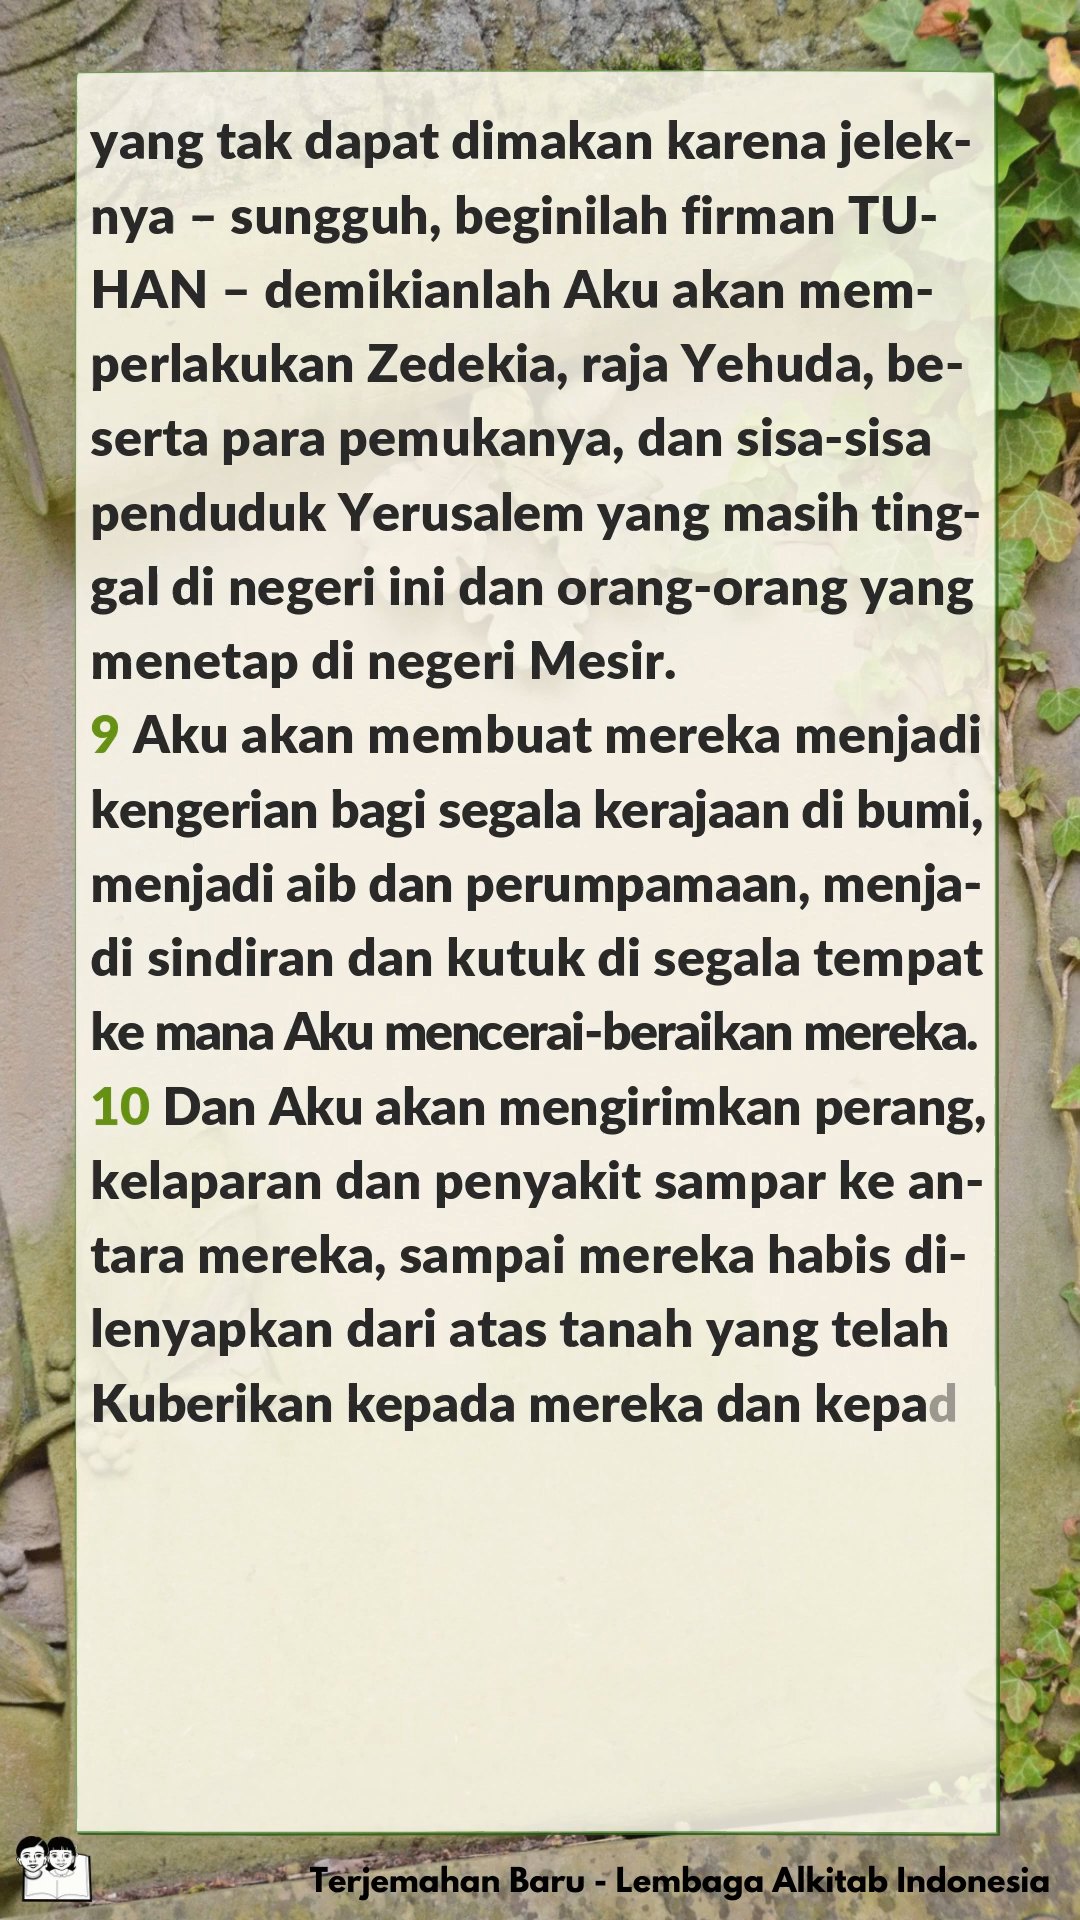 yang tak dapat dimakan karena jelek-
nya – sungguh, beginilah firman TU-
HAN – demikianlah Aku akan mem-
perlakukan Zedekia, raja Yehuda, be-
serta para pemukanya, dan sisa-sisa
penduduk Yerusalem yang masih ting-
gal di negeri ini dan orang-orang yang
menetap di negeri Mesir.
9 Aku akan membuat mereka menjadi
kengerian bagi segala kerajaan di bumi,
menjadi aib dan perumpamaan, menja-
di sindiran dan kutuk di segala tempat
ke mana Aku mencerai-beraikan mereka.
10 Dan Aku akan mengirimkan perang,
kelaparan dan penyakit sampar ke an-
tara mereka, sampai mereka habis di-
lenyapkan dari atas tanah yang telah
Kuberikan kepada mereka dan kepad
Terjemahan Baru - Lembaga Alkitab Indonesia